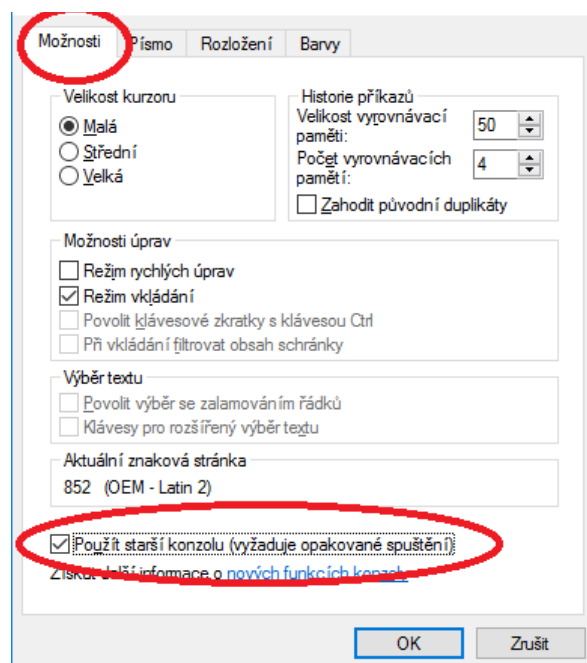 Možnosti Písmo Rozložení Barvy
Velikost kurzoru
Malá
Střední
Velká
Historie příkazů
Velikost vyrovnávací
paměti:
50
Počet vyrovnávacích
pamětí:
4
Zahodit původní duplikáty
Možnosti úprav
Režim rychlých úprav
Režim vkládání
Povolit klávesové zkratky s klávesou Ctrl
Při vkládání filtrovat obsah schránky
Výběr textu
Povolit výběr se zalamováním řádků
Klávesy pro rozšířený výběr textu
Aktuální znaková stránka
852 (OEM - Latin 2)
Použít starší konzolu (vyžaduje opakované spuštění)
Získat další informace o nových funkcích konzoly
OK Zrušit